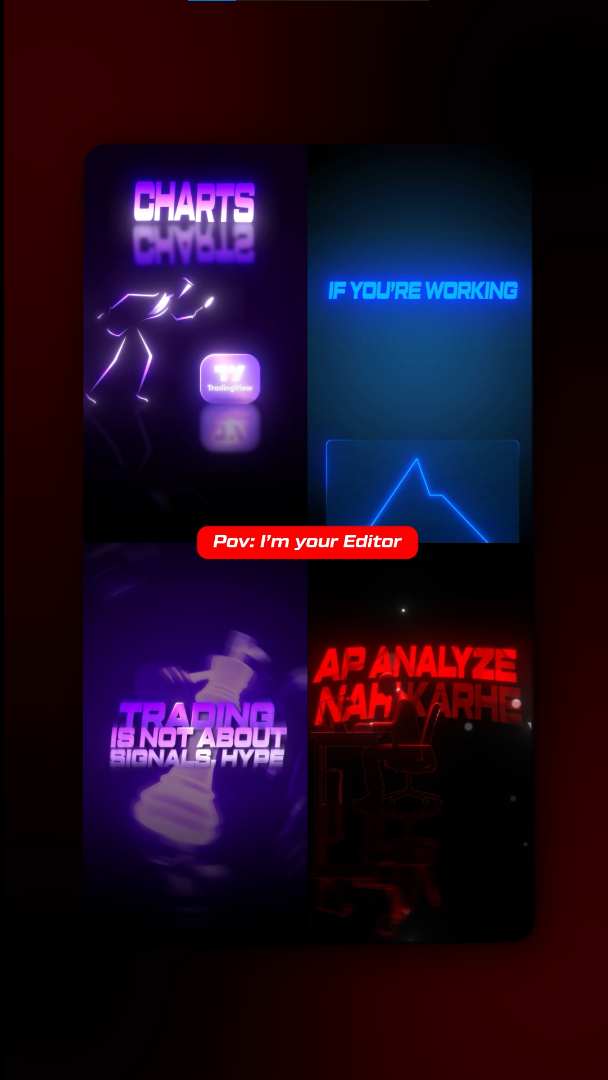 CHARTS
TradingView
IF YOU'RE WORKING
Pov: I'm your Editor
TRADING
IS NOT ABOUT
SIGNALS, HYPE
AP ANALYZE
NAHI KARHE